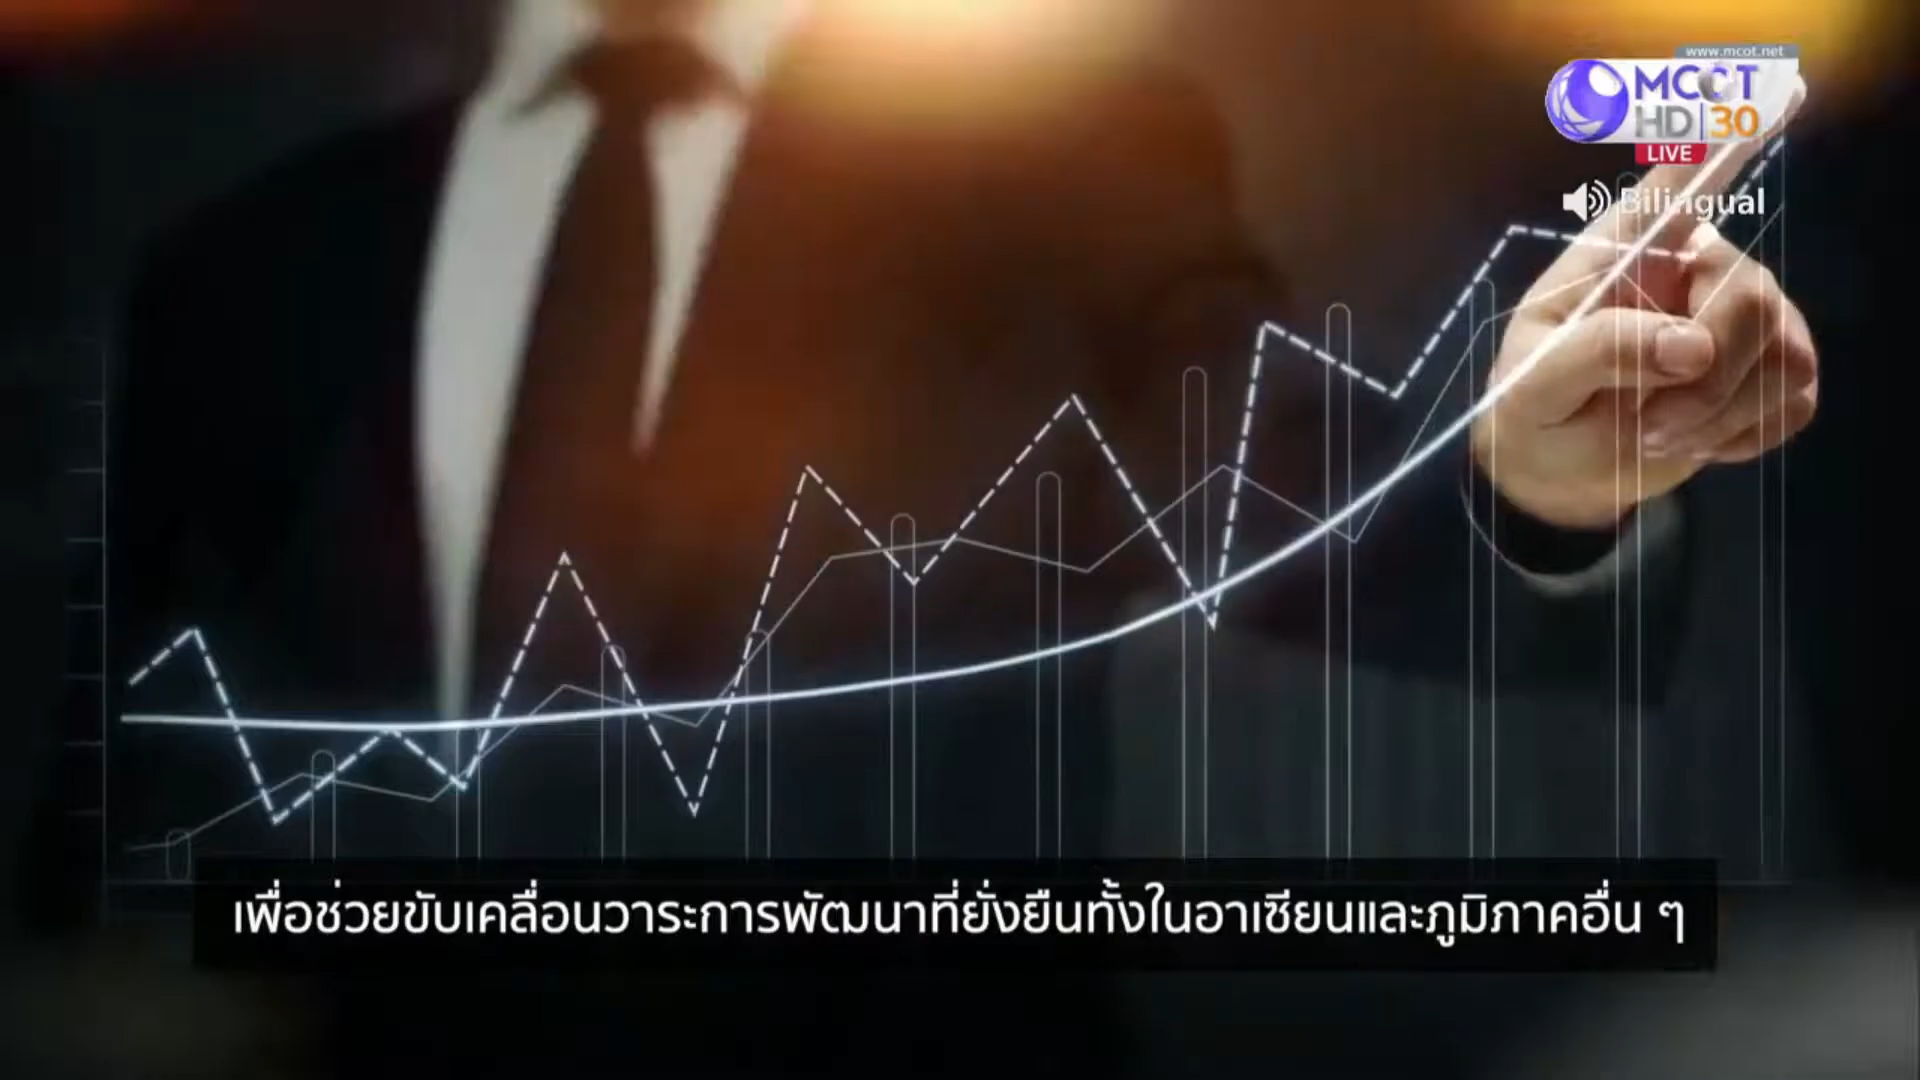 www.mcot.net
MCOT
HD 30
LIVE
Bilingual
เพื่อช่วยขับเคลื่อนวาระการพัฒนาที่ยั่งยืนทั้งในอาเซียนและภูมิภาคอื่น ๆ